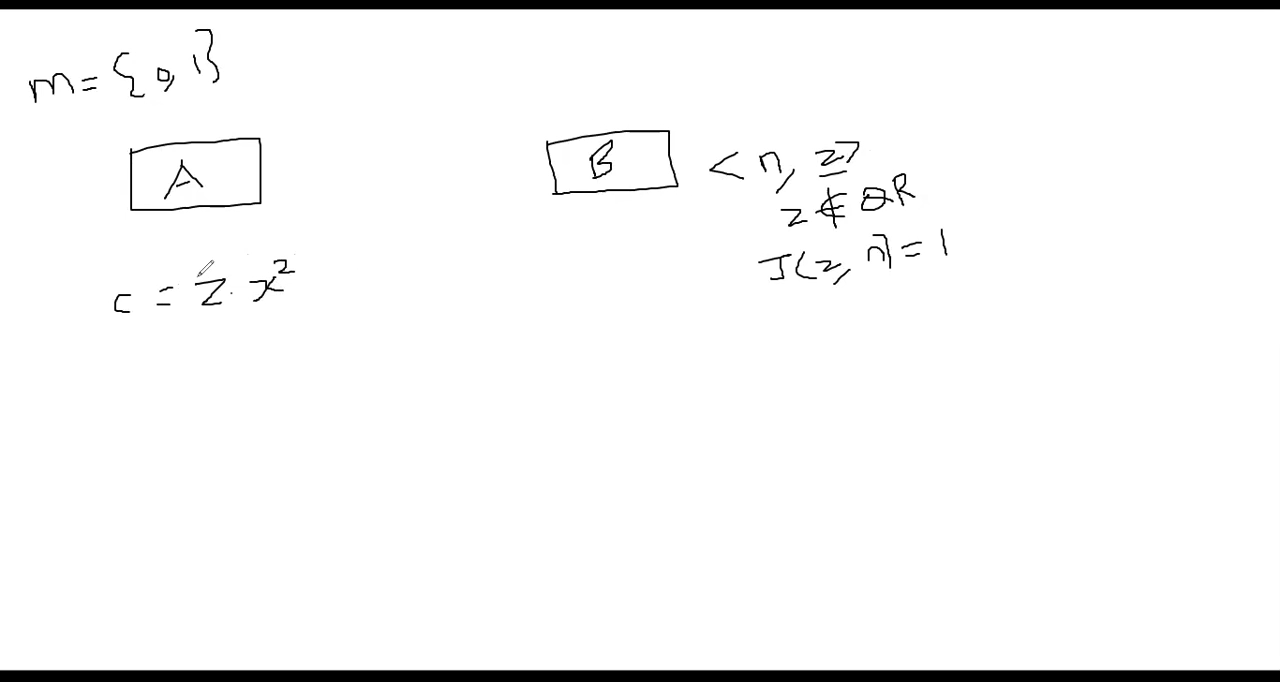 m = {0, 1}
A
B
< n, z>
z ∉ QR
J(z, n) = 1
c = z. x²